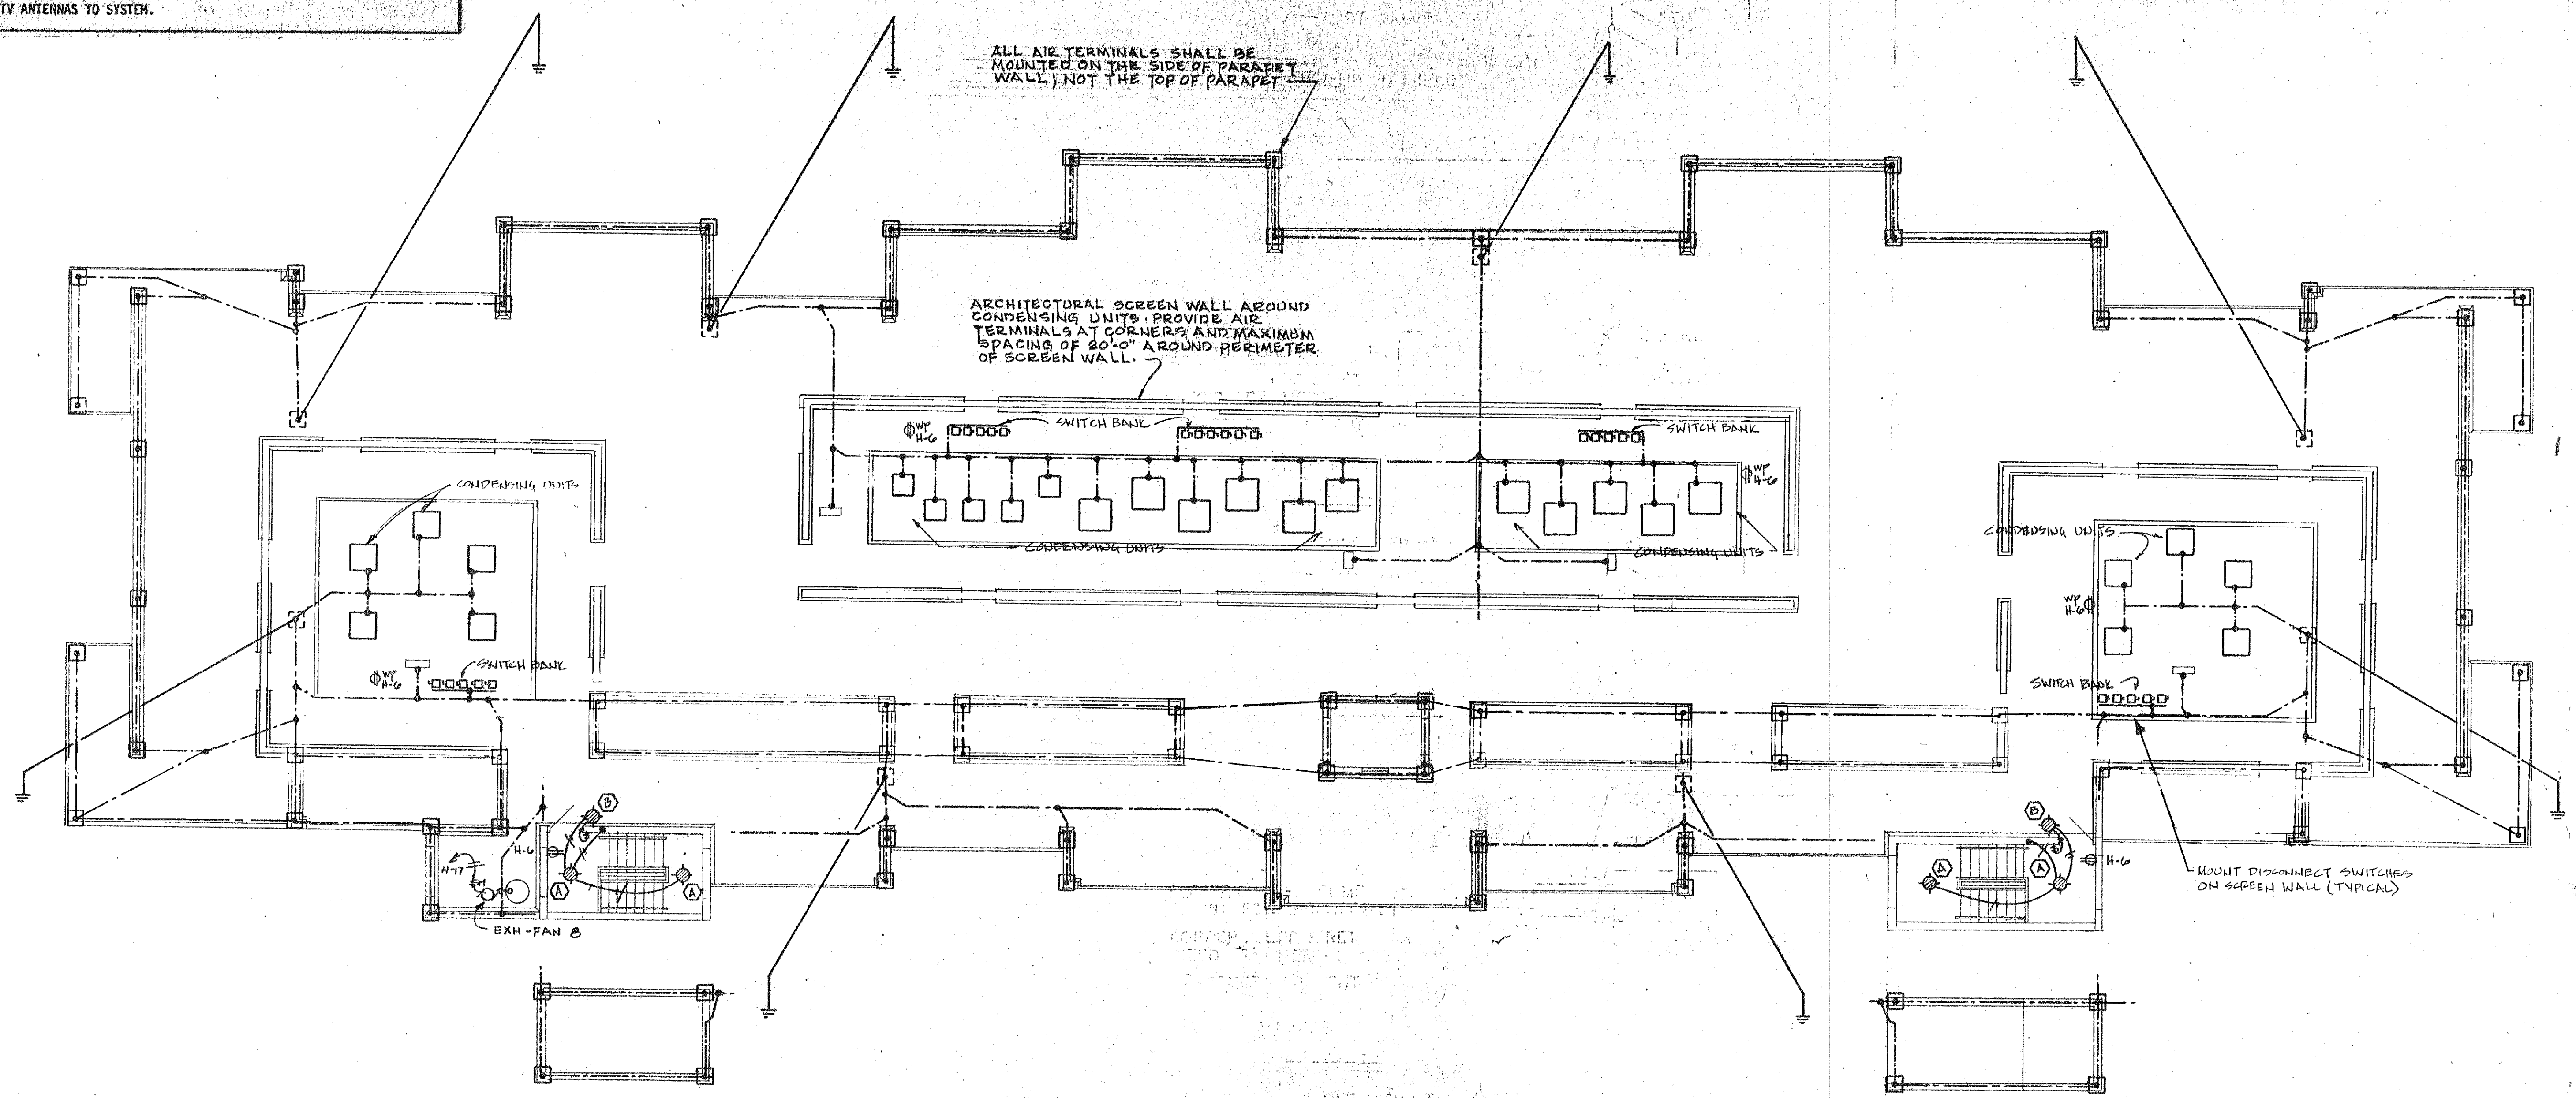 TV ANTENNAS TO SYSTEM.
ALL AIR TERMINALS SHALL BE
MOUNTED ON THE SIDE OF PARAPET
WALL, NOT THE TOP OF PARAPET
ARCHITECTURAL SCREEN WALL AROUND
CONDENSING UNITS. PROVIDE AIR
TERMINALS AT CORNERS AND MAXIMUM
SPACING OF 20'-0" AROUND PERIMETER
OF SCREEN WALL.
WP
H-6
SWITCH BANK
SWITCH BANK
WP
H-6
CONDENSING UNITS
CONDENSING UNITS
CONDENSING UNITS
CONDENSING UNITS
WP
H-6
SWITCH BANK
WP
H-6
SWITCH BANK
B
H-6
H-17
A
A
EXH-FAN 8
B
A
A
H-6
MOUNT DISCONNECT SWITCHES
ON SCREEN WALL (TYPICAL)